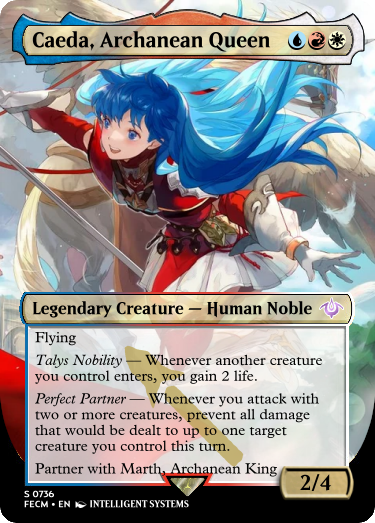 Caeda, Archanean Queen
Legendary Creature — Human Noble
Flying
Talys Nobility — Whenever another creature
you control enters, you gain 2 life.
Perfect Partner — Whenever you attack with
two or more creatures, prevent all damage
that would be dealt to up to one target
creature you control this turn.
Partner with Marth, Archanean King
2/4
S 0736
FECM • EN INTELLIGENT SYSTEMS